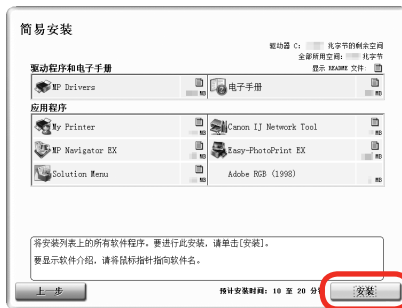 简易安装
驱动器 C: 兆字节的剩余空间
全部所用空间: 兆字节
驱动程序和电子手册
显示 README 文件:
MP Drivers
MB
电子手册
MB
应用程序
My Printer
MB
Canon IJ Network Tool
MB
MP Navigator EX
MB
Easy-PhotoPrint EX
MB
Solution Menu
MB
Adobe RGB (1998)
MB
将安装列表上的所有软件程序。要进行此安装，请单击[安装]。
要显示软件介绍，请将鼠标指针指向软件名。
上一步
预计安装时间: 10 至 20 分
安装